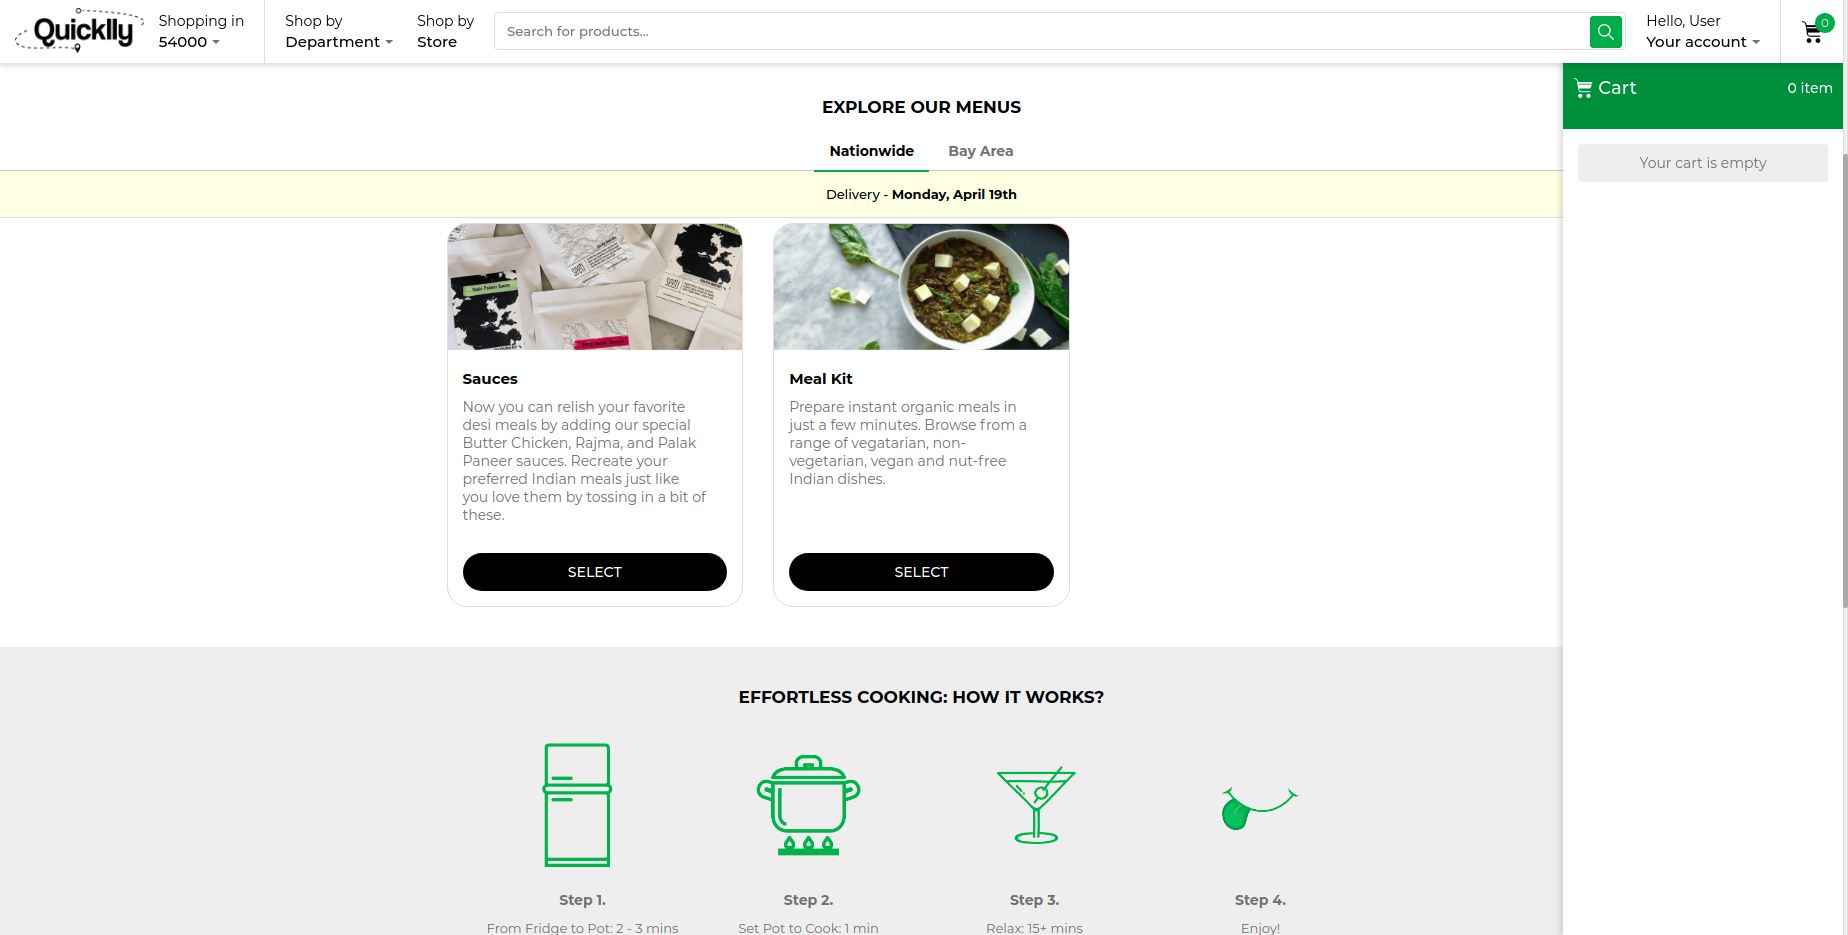 Quicklly
Shopping in
54000
Shop by
Department
Shop by
Store
Search for products...
Hello, User
Your account
0
Cart
0 item
Your cart is empty
EXPLORE OUR MENUS
Nationwide
Bay Area
Delivery - Monday, April 19th
Sauces
Now you can relish your favorite
desi meals by adding our special
Butter Chicken, Rajma, and Palak
Paneer sauces. Recreate your
preferred Indian meals just like
you love them by tossing in a bit of
these.
SELECT
Meal Kit
Prepare instant organic meals in
just a few minutes. Browse from a
range of vegatarian, non-
vegetarian, vegan and nut-free
Indian dishes.
SELECT
EFFORTLESS COOKING: HOW IT WORKS?
Step 1.
From Fridge to Pot: 2 - 3 mins
Step 2.
Set Pot to Cook: 1 min
Step 3.
Relax: 15+ mins
Step 4.
Enjoy!